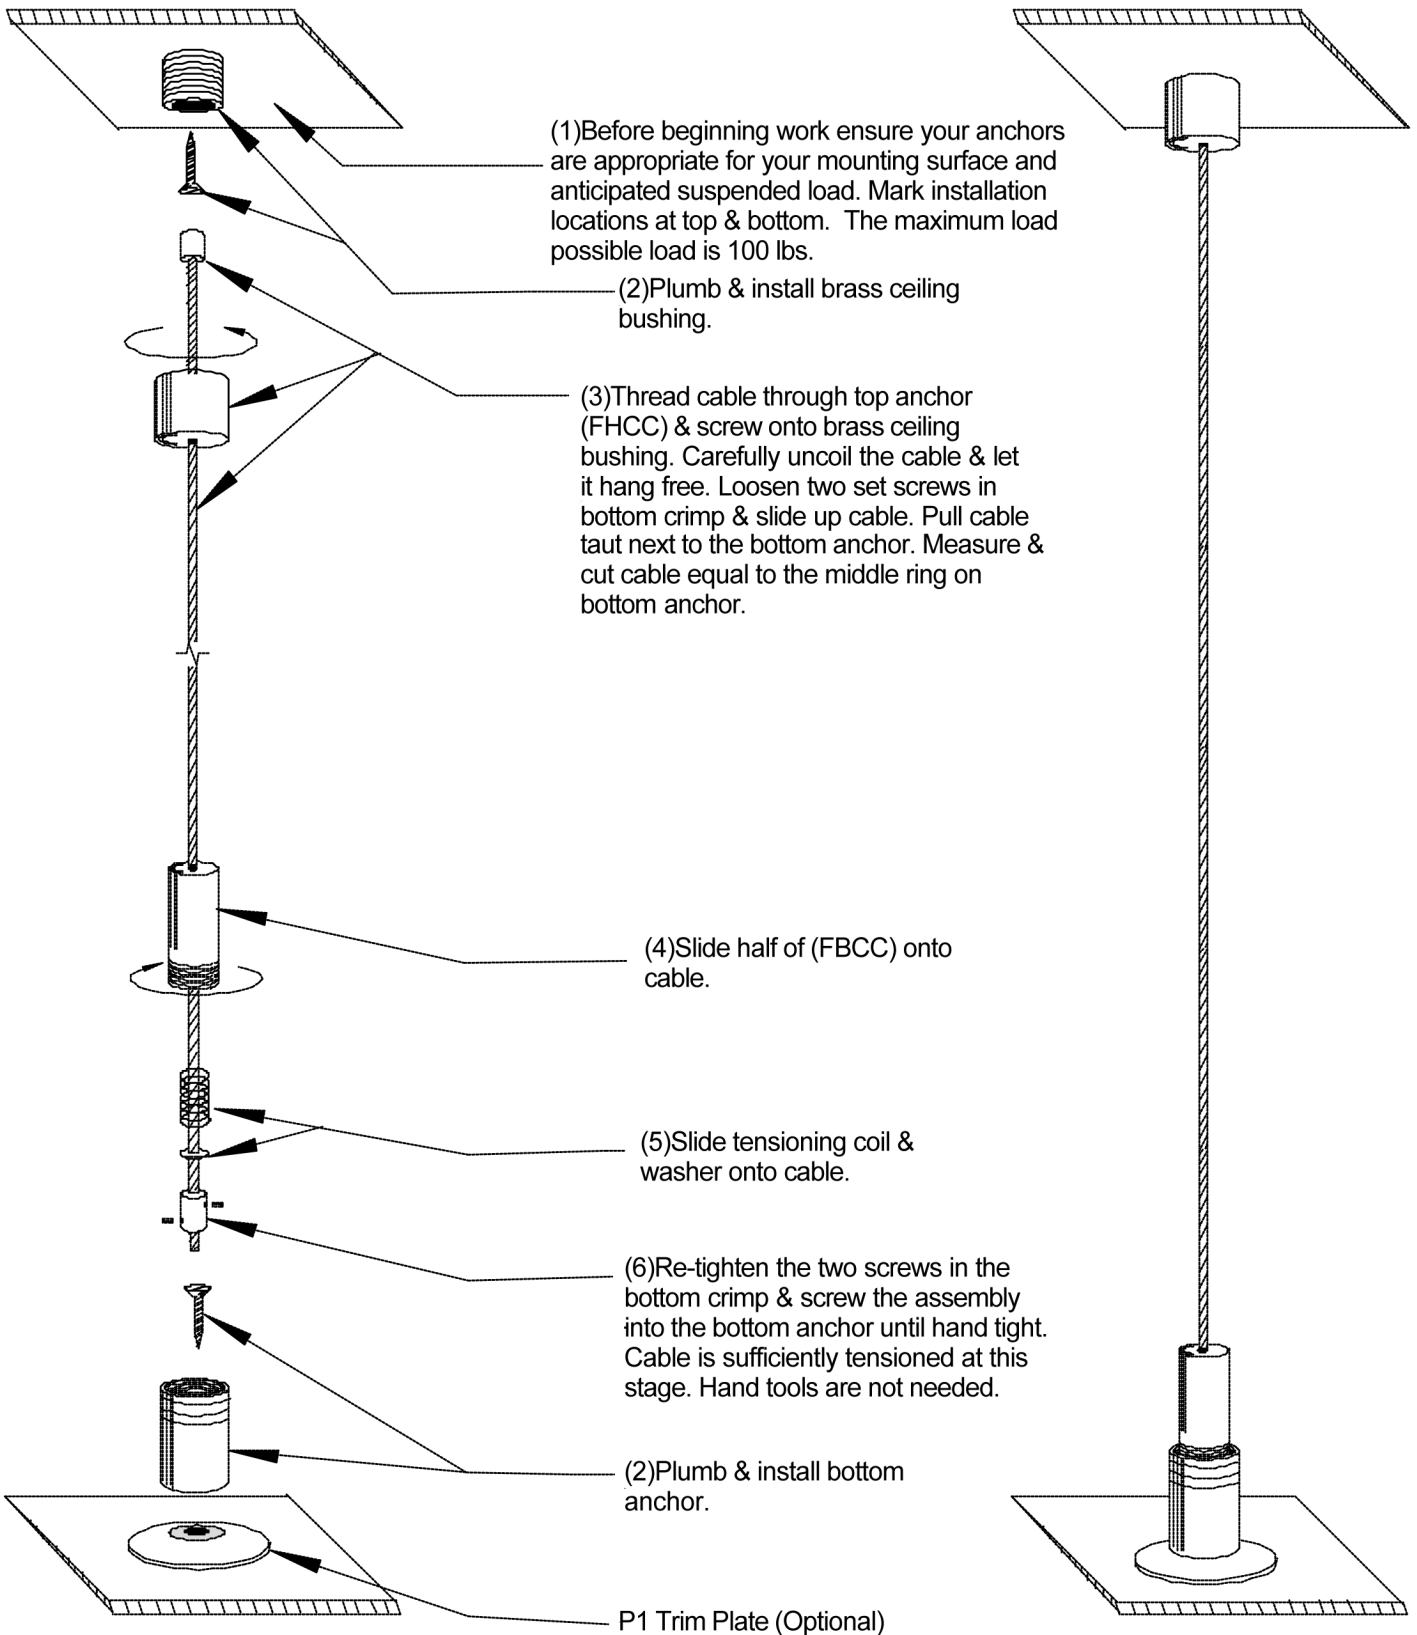 (1)Before beginning work ensure your anchors
are appropriate for your mounting surface and
anticipated suspended load. Mark installation
locations at top & bottom.  The maximum load
possible load is 100 lbs.
(2)Plumb & install brass ceiling
bushing.
(3)Thread cable through top anchor
(FHCC) & screw onto brass ceiling
bushing. Carefully uncoil the cable & let
it hang free. Loosen two set screws in
bottom crimp & slide up cable. Pull cable
taut next to the bottom anchor. Measure &
cut cable equal to the middle ring on
bottom anchor.
(4)Slide half of (FBCC) onto
cable.
(5)Slide tensioning coil &
washer onto cable.
(6)Re-tighten the two screws in the
bottom crimp & screw the assembly
into the bottom anchor until hand tight.
Cable is sufficiently tensioned at this
stage. Hand tools are not needed.
(2)Plumb & install bottom
anchor.
P1 Trim Plate (Optional)